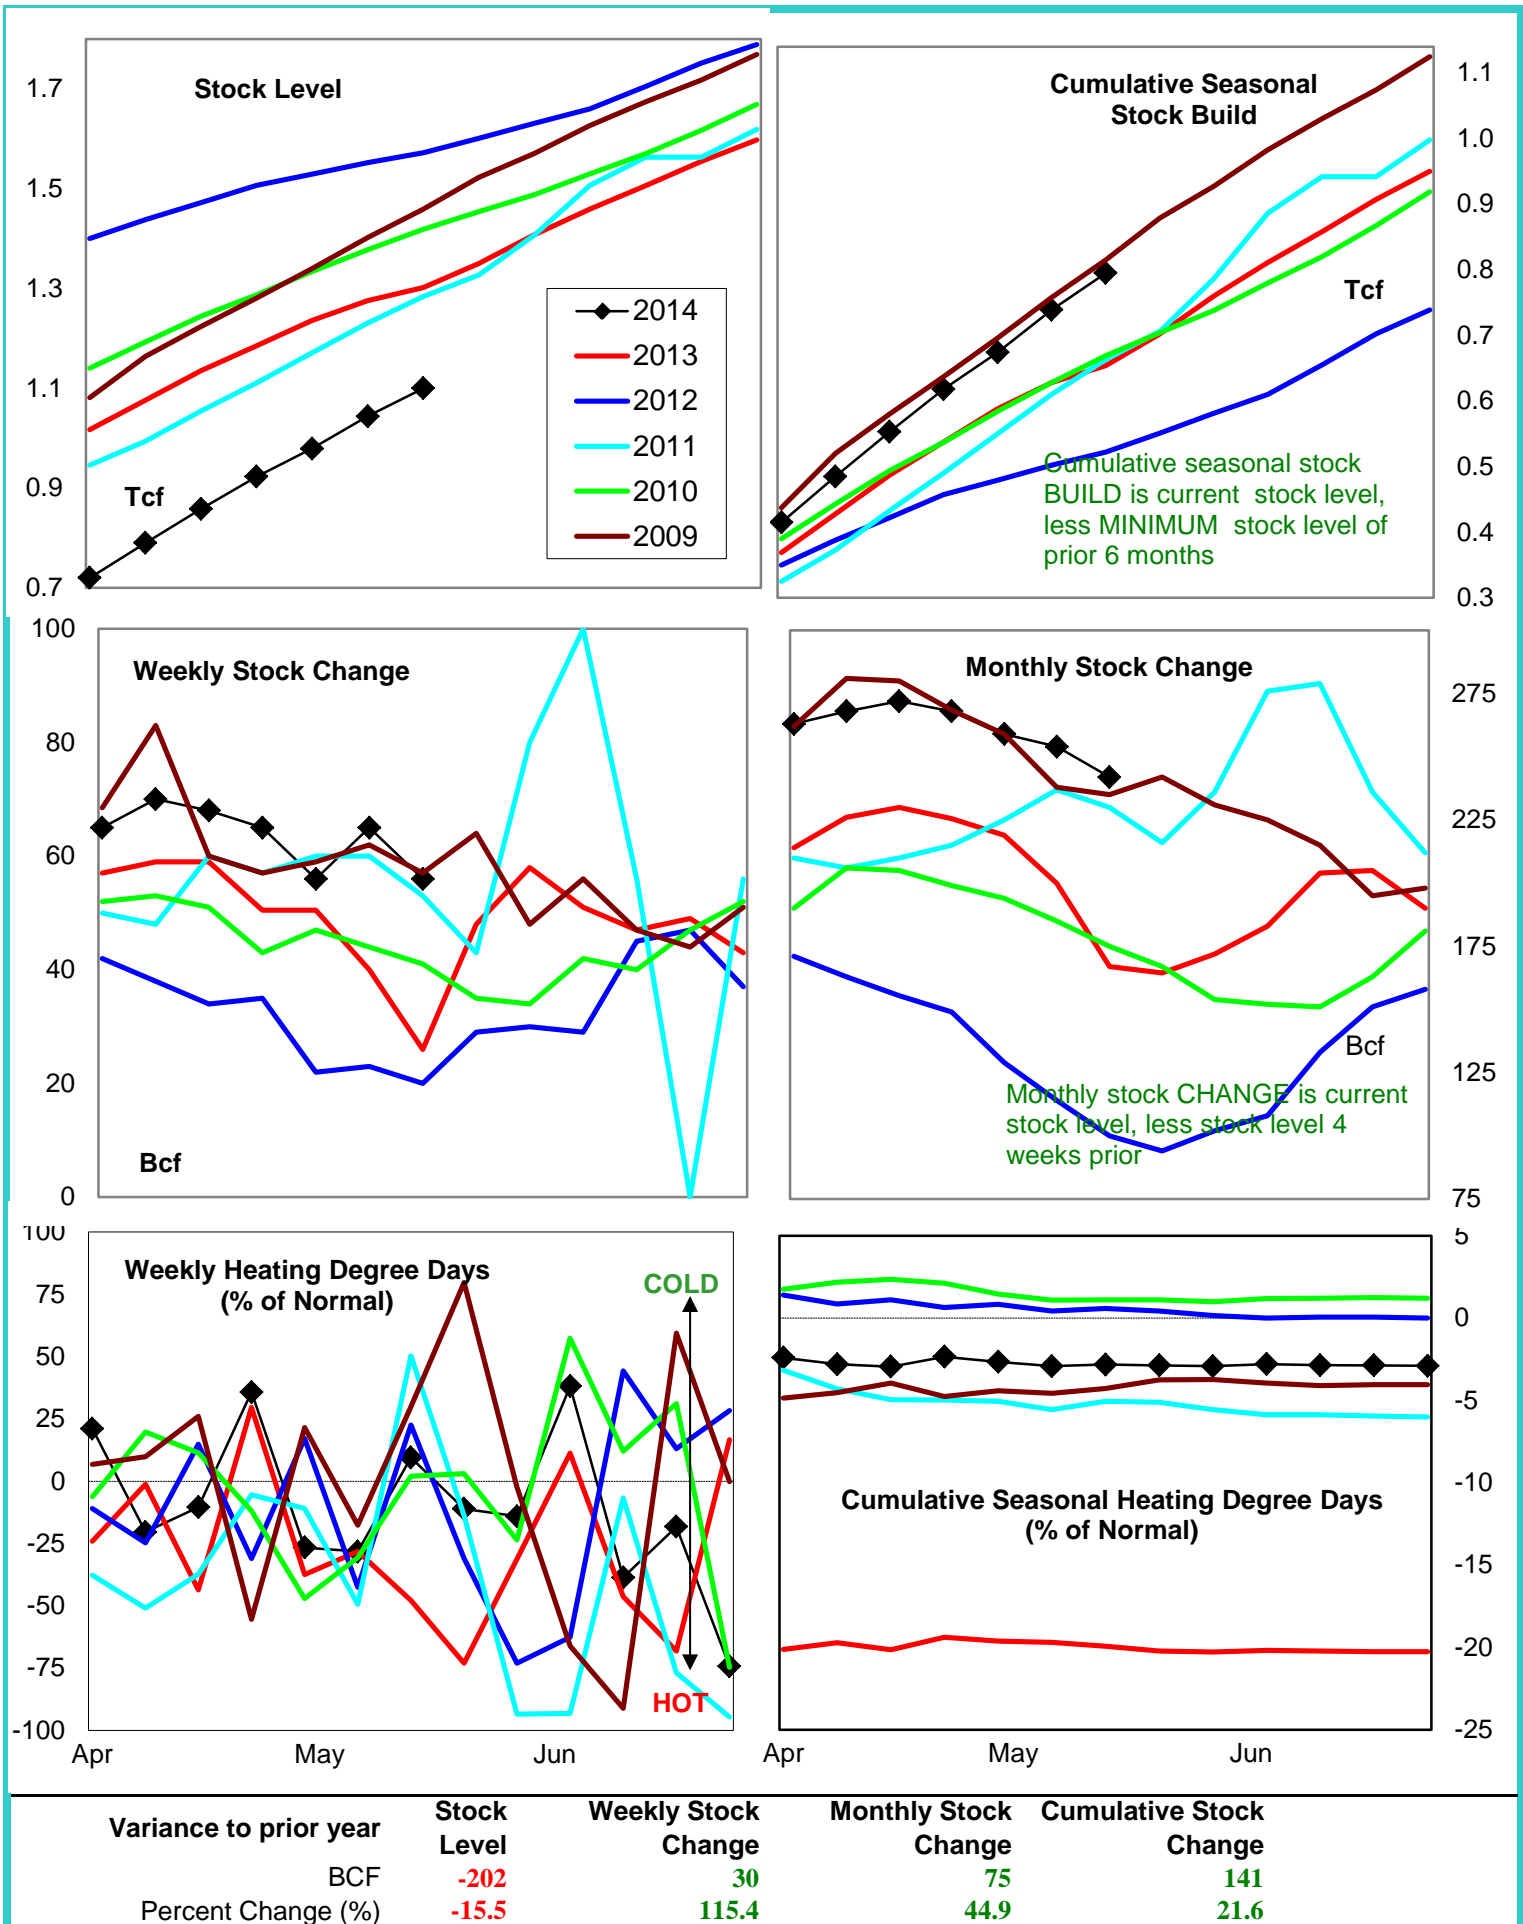 Stock Level
1.7
1.5
1.3
1.1
0.9
0.7
Tcf
2014
2013
2012
2011
2010
2009
Cumulative Seasonal
Stock Build
Tcf
Cumulative seasonal stock
BUILD is current stock level,
less MINIMUM stock level of
prior 6 months
1.1
1.0
0.9
0.8
0.7
0.6
0.5
0.4
0.3
Weekly Stock Change
100
80
60
40
20
0
Bcf
Monthly Stock Change
275
225
175
125
75
Bcf
Monthly stock CHANGE is current
stock level, less stock level 4
weeks prior
Weekly Heating Degree Days
(% of Normal)
COLD
HOT
100
75
50
25
0
-25
-50
-75
-100
Apr May Jun
5
0
-5
-10
-15
-20
-25
Cumulative Seasonal Heating Degree Days
(% of Normal)
Apr May Jun
Variance to prior year
Stock
Level
Weekly Stock
Change
Monthly Stock
Change
Cumulative Stock
Change
BCF -202 30 75 141
Percent Change (%) -15.5 115.4 44.9 21.6